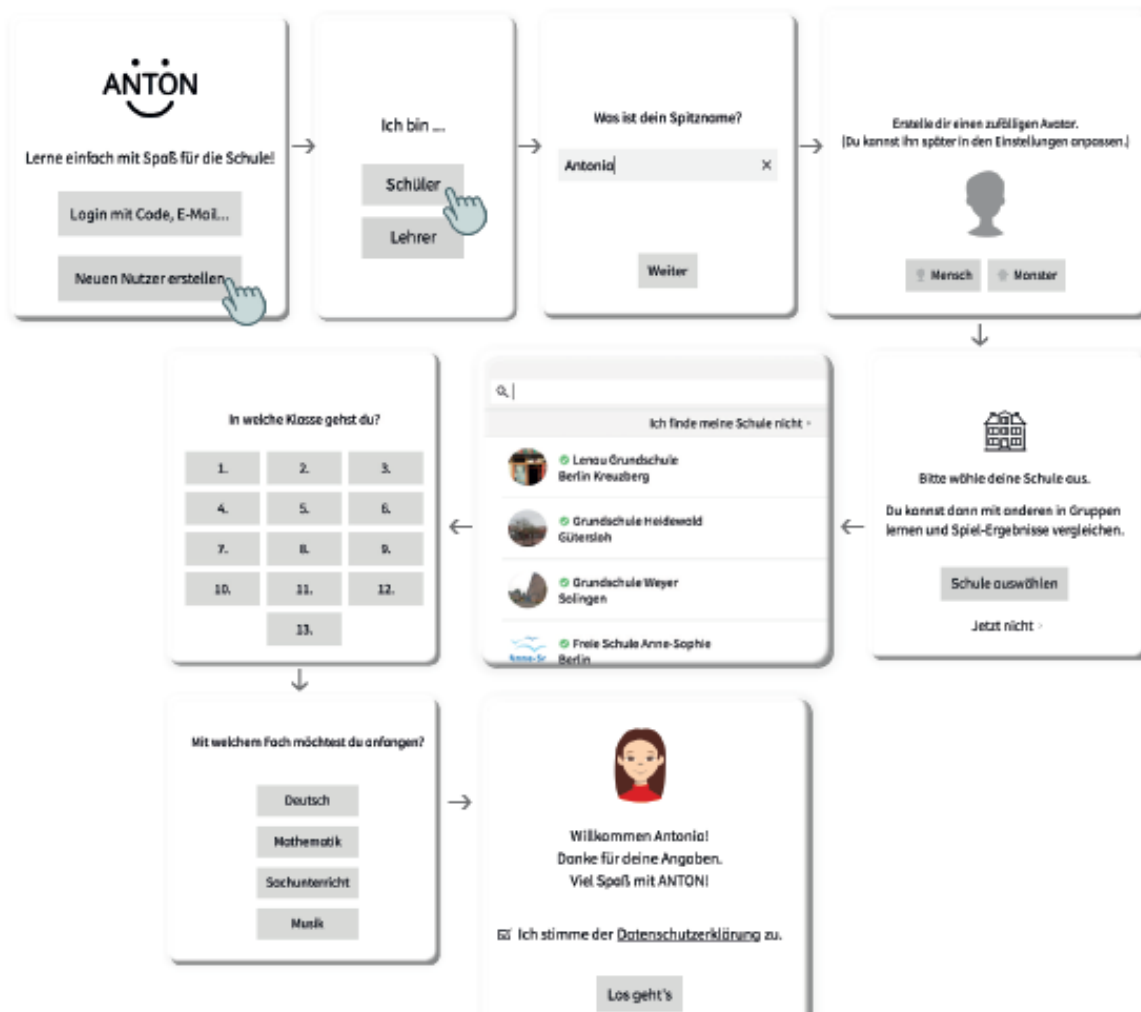 ANTON
Lerne einfach mit Spaß für die Schule!
Login mit Code, E-Mail...
Neuen Nutzer erstellen
Ich bin ...
Schüler
Lehrer
Was ist dein Spitzname?
Antonia
Weiter
Erstelle dir einen zufälligen Avatar.
(Du kannst ihn später in den Einstellungen anpassen.)
Mensch
Monster
Bitte wähle deine Schule aus.
Du kannst dann mit anderen in Gruppen
lernen und Spiel-Ergebnisse vergleichen.
Schule auswählen
Jetzt nicht
Ich finde meine Schule nicht
Lenau Grundschule
Berlin Kreuzberg
Grundschule Heidewald
Gütersloh
Grundschule Weyer
Solingen
Freie Schule Anne-Sophie
Berlin
In welche Klasse gehst du?
1. 2. 3.
4. 5. 6.
7. 8. 9.
10. 11. 12.
13.
Mit welchem Fach möchtest du anfangen?
Deutsch
Mathematik
Sachunterricht
Musik
Willkommen Antonia!
Danke für deine Angaben.
Viel Spaß mit ANTON!
Ich stimme der Datenschutzerklärung zu.
Los geht's